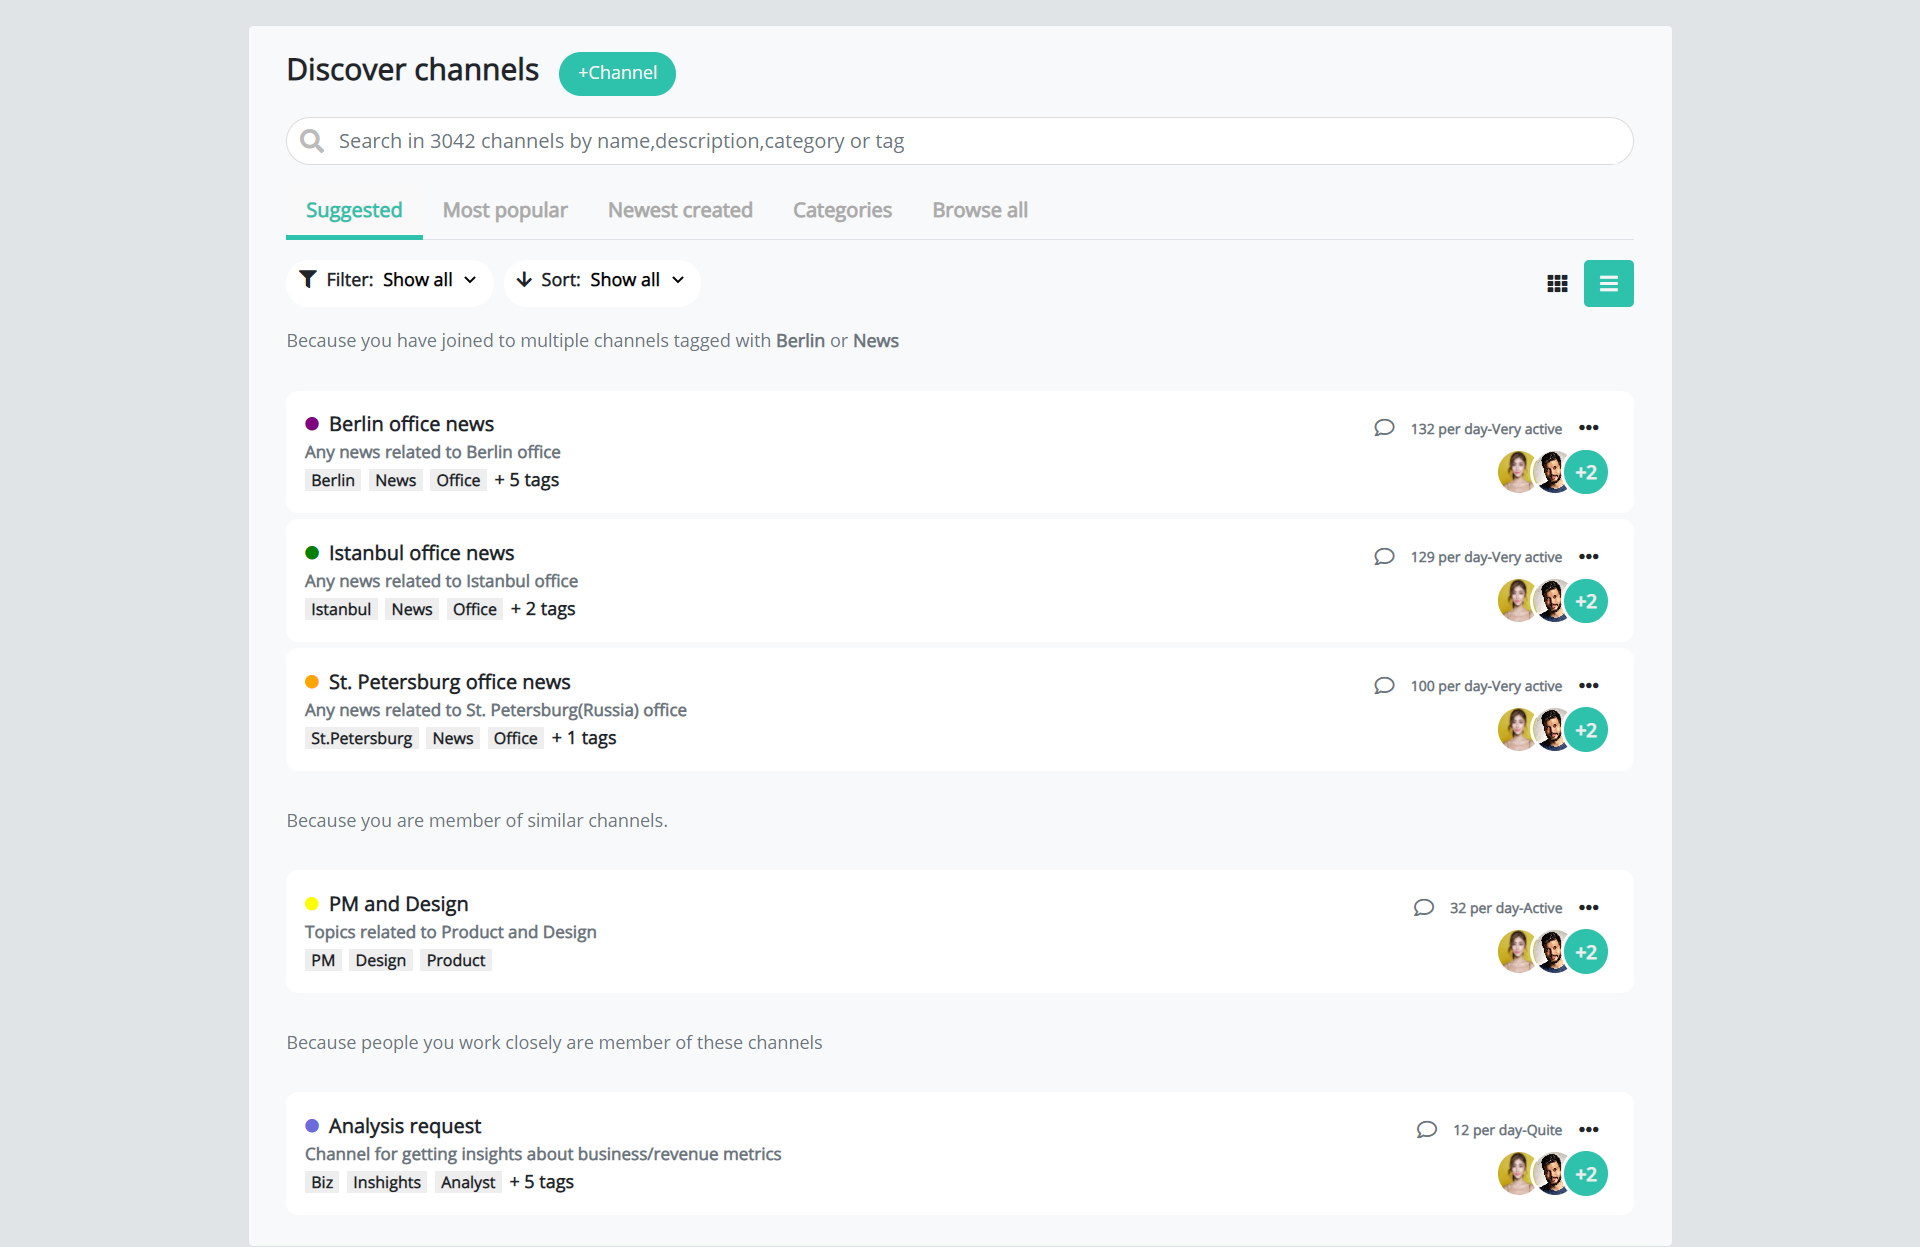 Discover channels +Channel
Search in 3042 channels by name,description,category or tag
Suggested Most popular Newest created Categories Browse all
Filter: Show all Sort: Show all
Because you have joined to multiple channels tagged with Berlin or News
Berlin office news 132 per day-Very active
Any news related to Berlin office
Berlin News Office + 5 tags +2
Istanbul office news 129 per day-Very active
Any news related to Istanbul office
Istanbul News Office + 2 tags +2
St. Petersburg office news 100 per day-Very active
Any news related to St. Petersburg(Russia) office
St.Petersburg News Office + 1 tags +2
Because you are member of similar channels.
PM and Design 32 per day-Active
Topics related to Product and Design
PM Design Product +2
Because people you work closely are member of these channels
Analysis request 12 per day-Quite
Channel for getting insights about business/revenue metrics
Biz Inshights Analyst + 5 tags +2